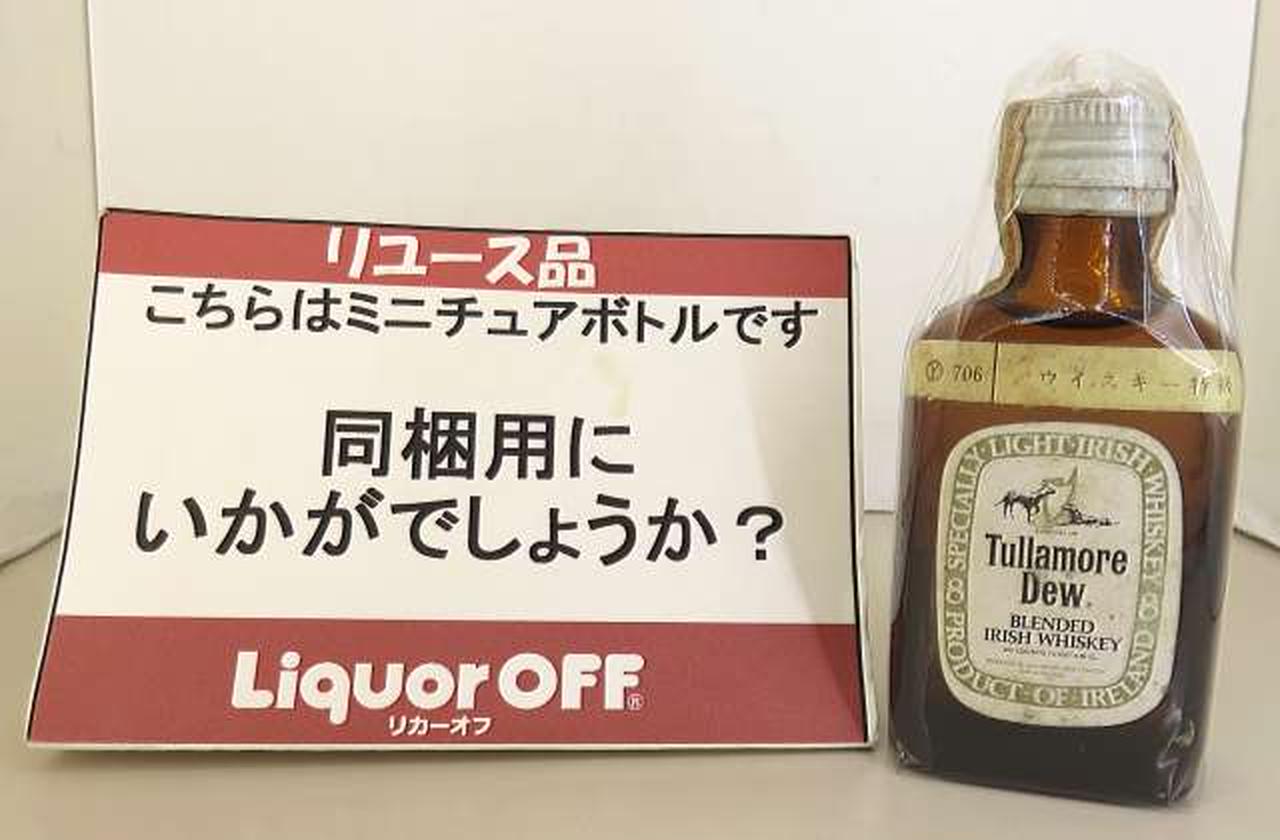 リユース品
こちらはミニチュアボトルです
同梱用に
いかがでしょうか？
LiquorOFF®
リカーオフ
Ⓟ 706
ウイスキー特級
SPECIALLY LIGHT IRISH WHISKEY
Tullamore
Dew
BLENDED
IRISH WHISKEY
PRODUCT OF IRELAND